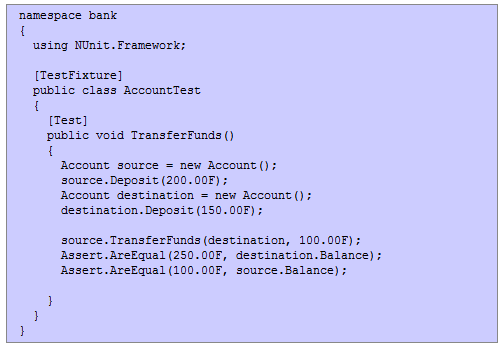 namespace bank
{
  using NUnit.Framework;

  [TestFixture]
  public class AccountTest
  {
    [Test]
    public void TransferFunds()
    {
      Account source = new Account();
      source.Deposit(200.00F);
      Account destination = new Account();
      destination.Deposit(150.00F);

      source.TransferFunds(destination, 100.00F);
      Assert.AreEqual(250.00F, destination.Balance);
      Assert.AreEqual(100.00F, source.Balance);

    }
  }
}